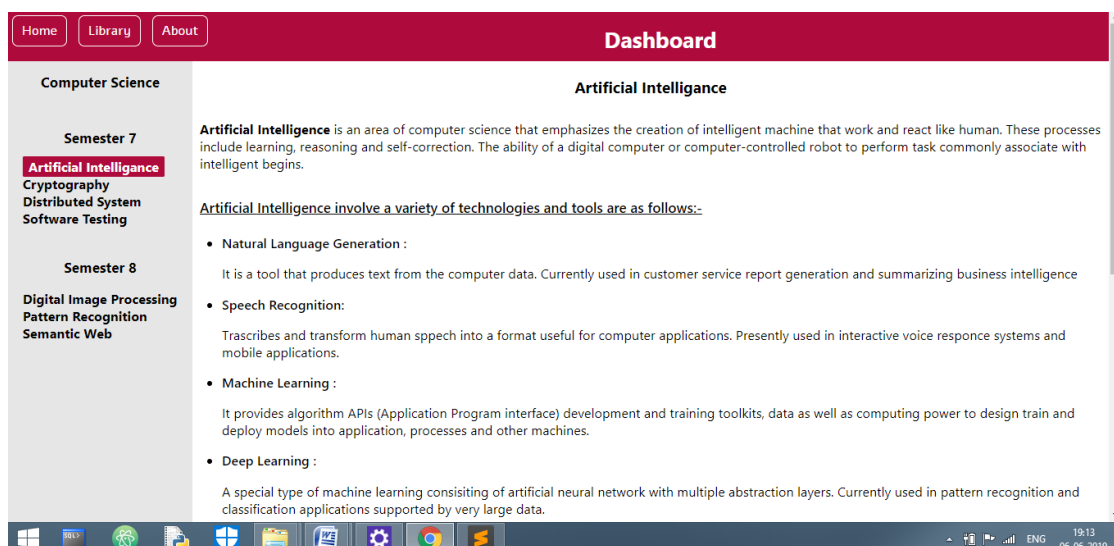 Home Library About
Dashboard
Computer Science
Semester 7
Artificial Intelligance
Cryptography
Distributed System
Software Testing
Semester 8
Digital Image Processing
Pattern Recognition
Semantic Web
Artificial Intelligance
Artificial Intelligence is an area of computer science that emphasizes the creation of intelligent machine that work and react like human. These processes
include learning, reasoning and self-correction. The ability of a digital computer or computer-controlled robot to perform task commonly associate with
intelligent begins.
Artificial Intelligence involve a variety of technologies and tools are as follows:-
• Natural Language Generation :
It is a tool that produces text from the computer data. Currently used in customer service report generation and summarizing business intelligence
• Speech Recognition:
Trascribes and transform human sppech into a format useful for computer applications. Presently used in interactive voice responce systems and
mobile applications.
• Machine Learning :
It provides algorithm APIs (Application Program interface) development and training toolkits, data as well as computing power to design train and
deploy models into application, processes and other machines.
• Deep Learning :
A special type of machine learning consisiting of artificial neural network with multiple abstraction layers. Currently used in pattern recognition and
classification applications supported by very large data.
SQL>
ENG
19:13